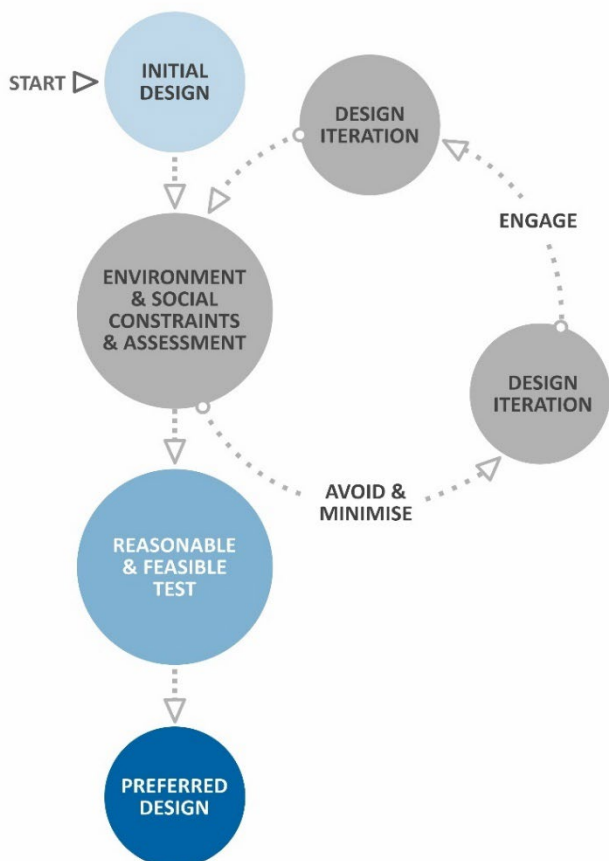 START
INITIAL
DESIGN
DESIGN
ITERATION
ENGAGE
ENVIRONMENT
& SOCIAL
CONSTRAINTS
& ASSESSMENT
DESIGN
ITERATION
AVOID &
MINIMISE
REASONABLE
& FEASIBLE
TEST
PREFERRED
DESIGN